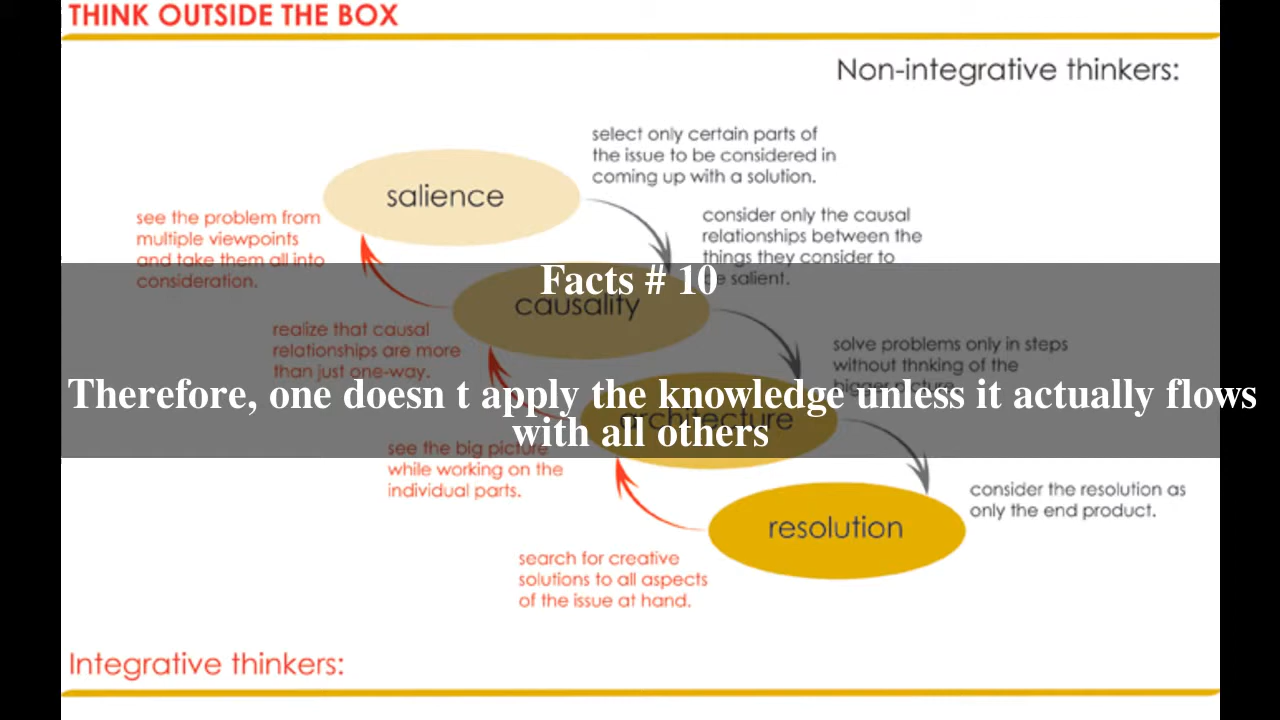 THINK OUTSIDE THE BOX
Non-integrative thinkers:
select only certain parts of
the issue to be considered in
coming up with a solution.
salience
see the problem from
multiple viewpoints
and take them all into
consideration.
consider only the causal
relationships between the
things they consider to
be salient.
Facts # 10
causality
realize that causal
relationships are more
than just one-way.
solve problems only in steps
without thnking of the
bigger picture.
Therefore, one doesn t apply the knowledge unless it actually flows
with all others
architecture
see the big picture
while working on the
individual parts.
consider the resolution as
only the end product.
resolution
search for creative
solutions to all aspects
of the issue at hand.
Integrative thinkers: